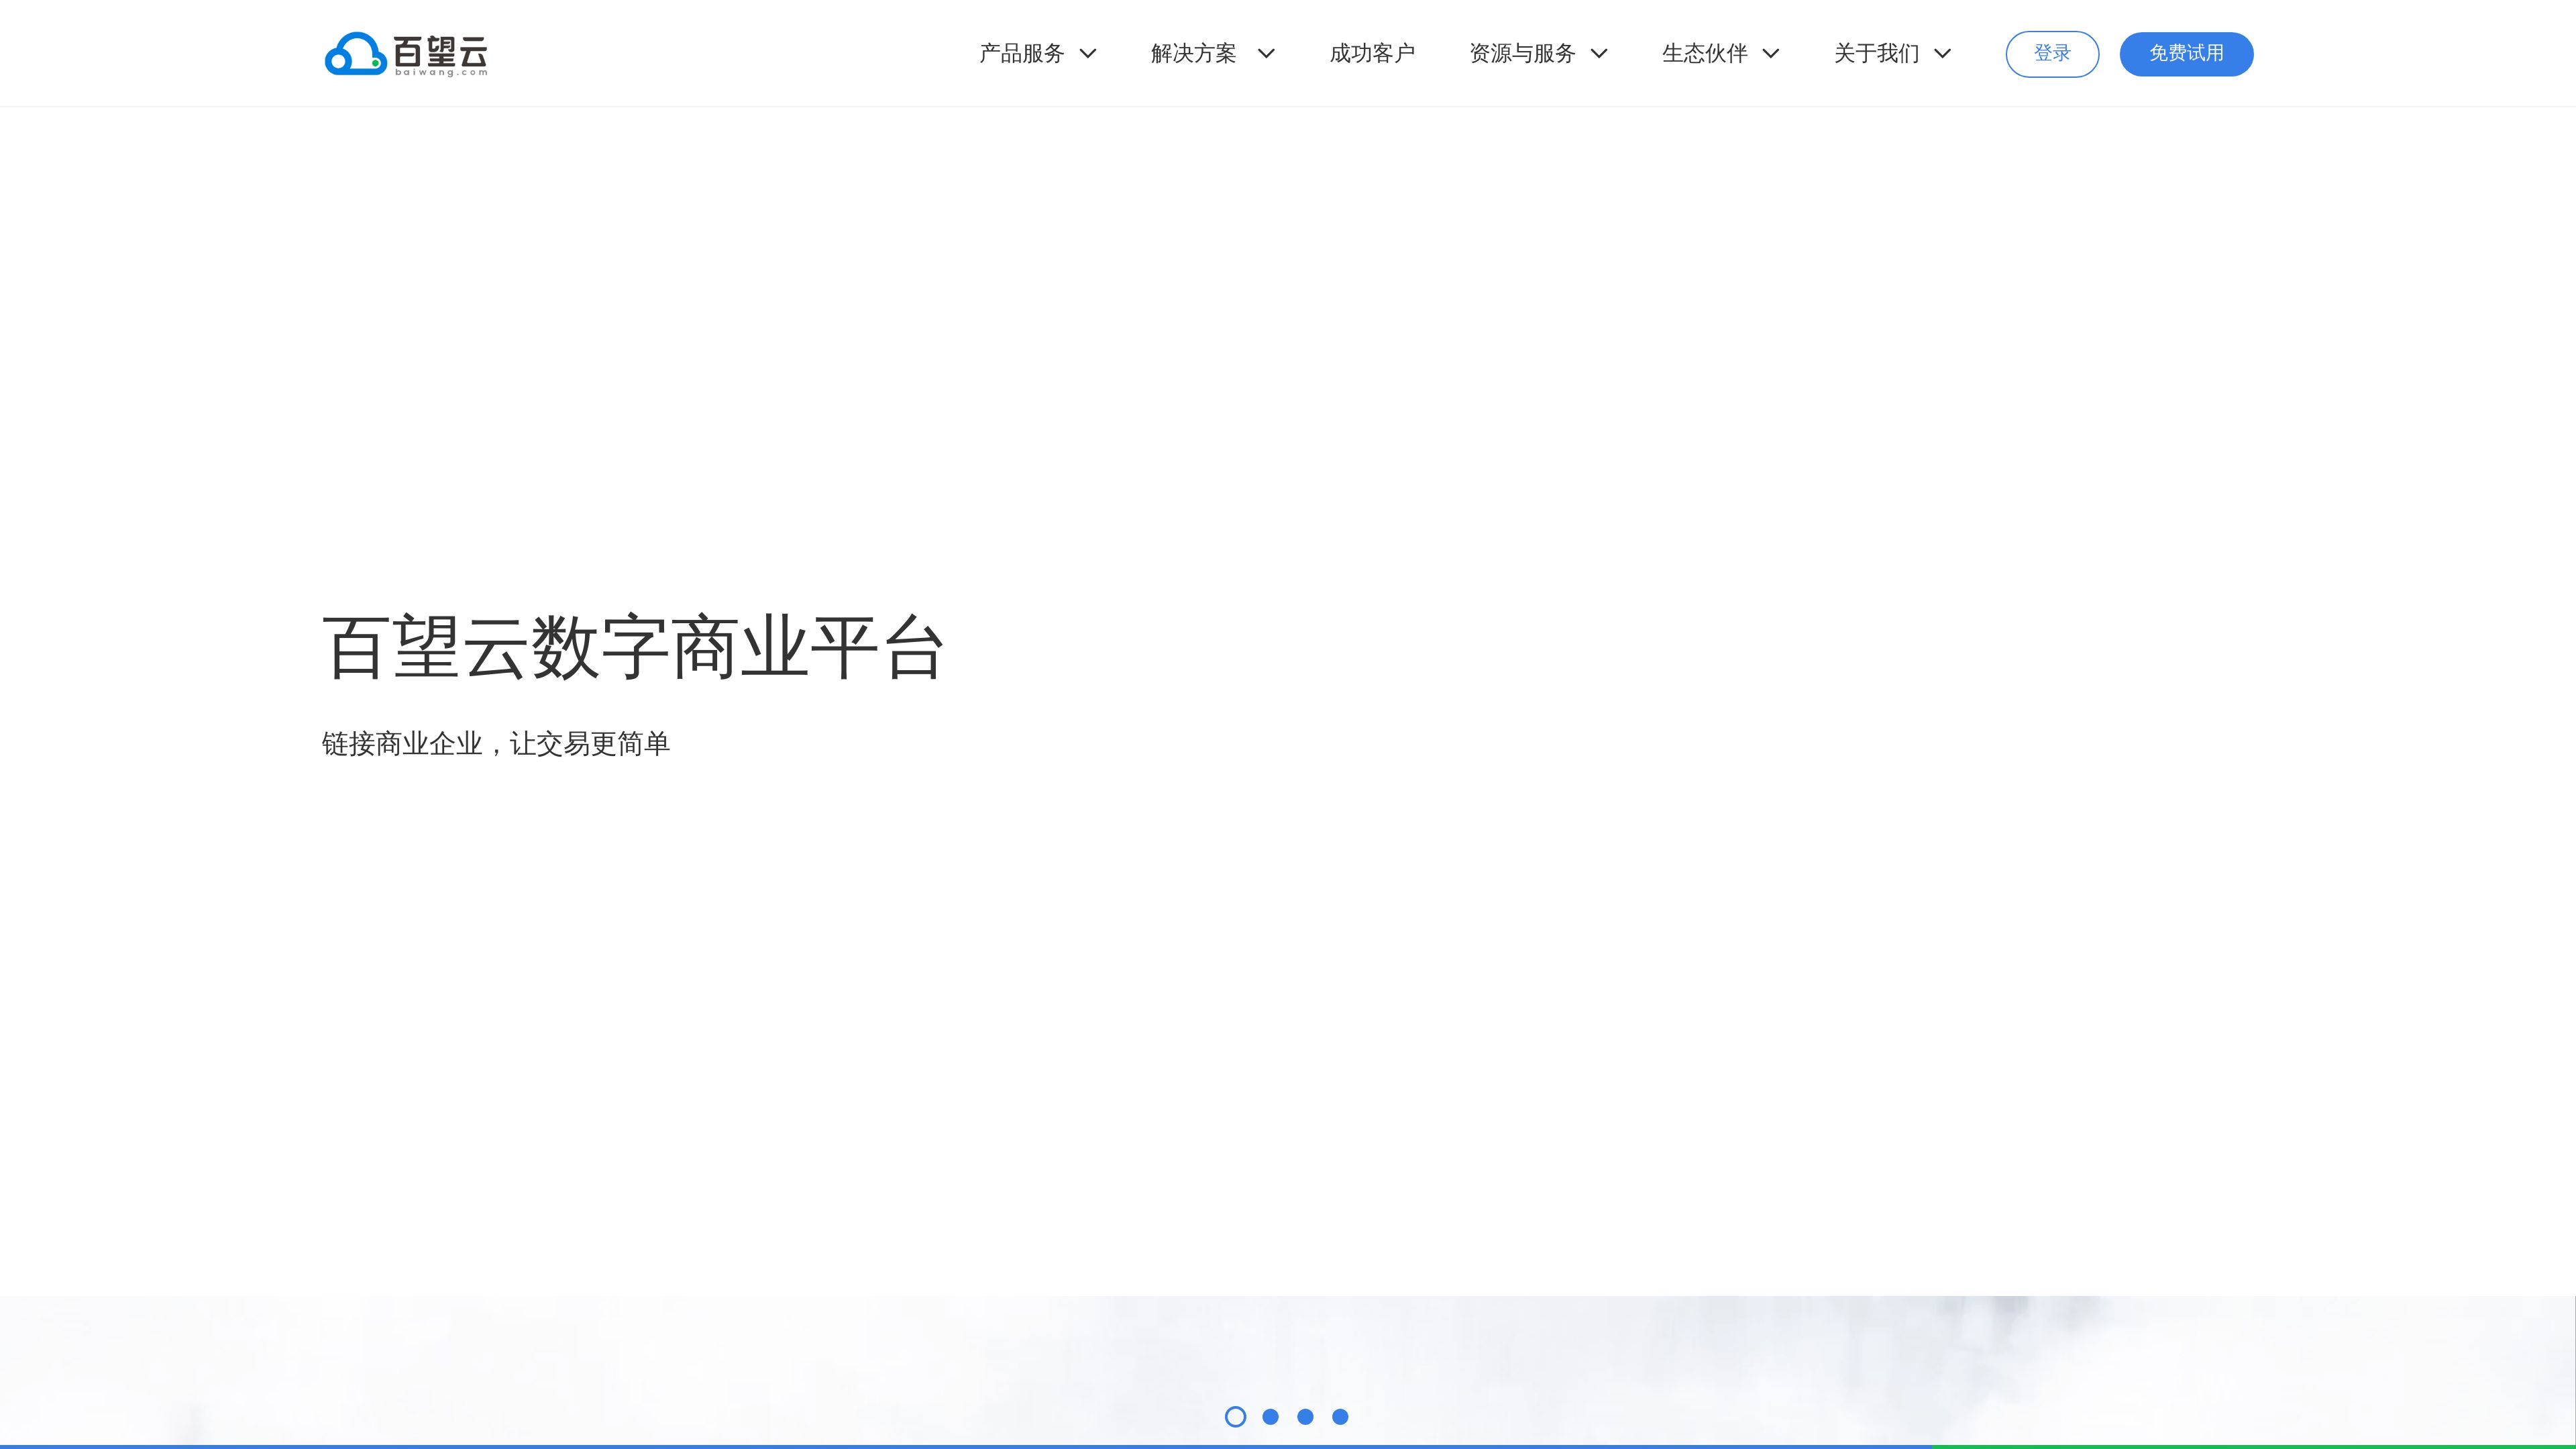 百望云
baiwang.com
产品服务
解决方案
成功客户
资源与服务
生态伙伴
关于我们
登录
免费试用
百望云数字商业平台
链接商业企业，让交易更简单